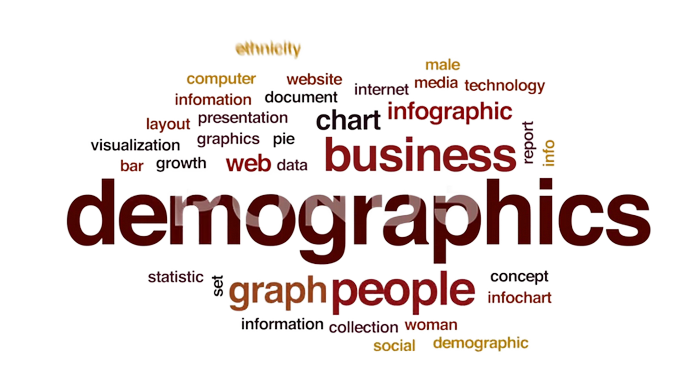 ethnicity
male
computer website internet media technology
infomation document
layout presentation chart infographic
visualization graphics pie business report info
bar growth web data
demographics
POND5
statistic set graph people concept
infochart
information collection woman
social demographic